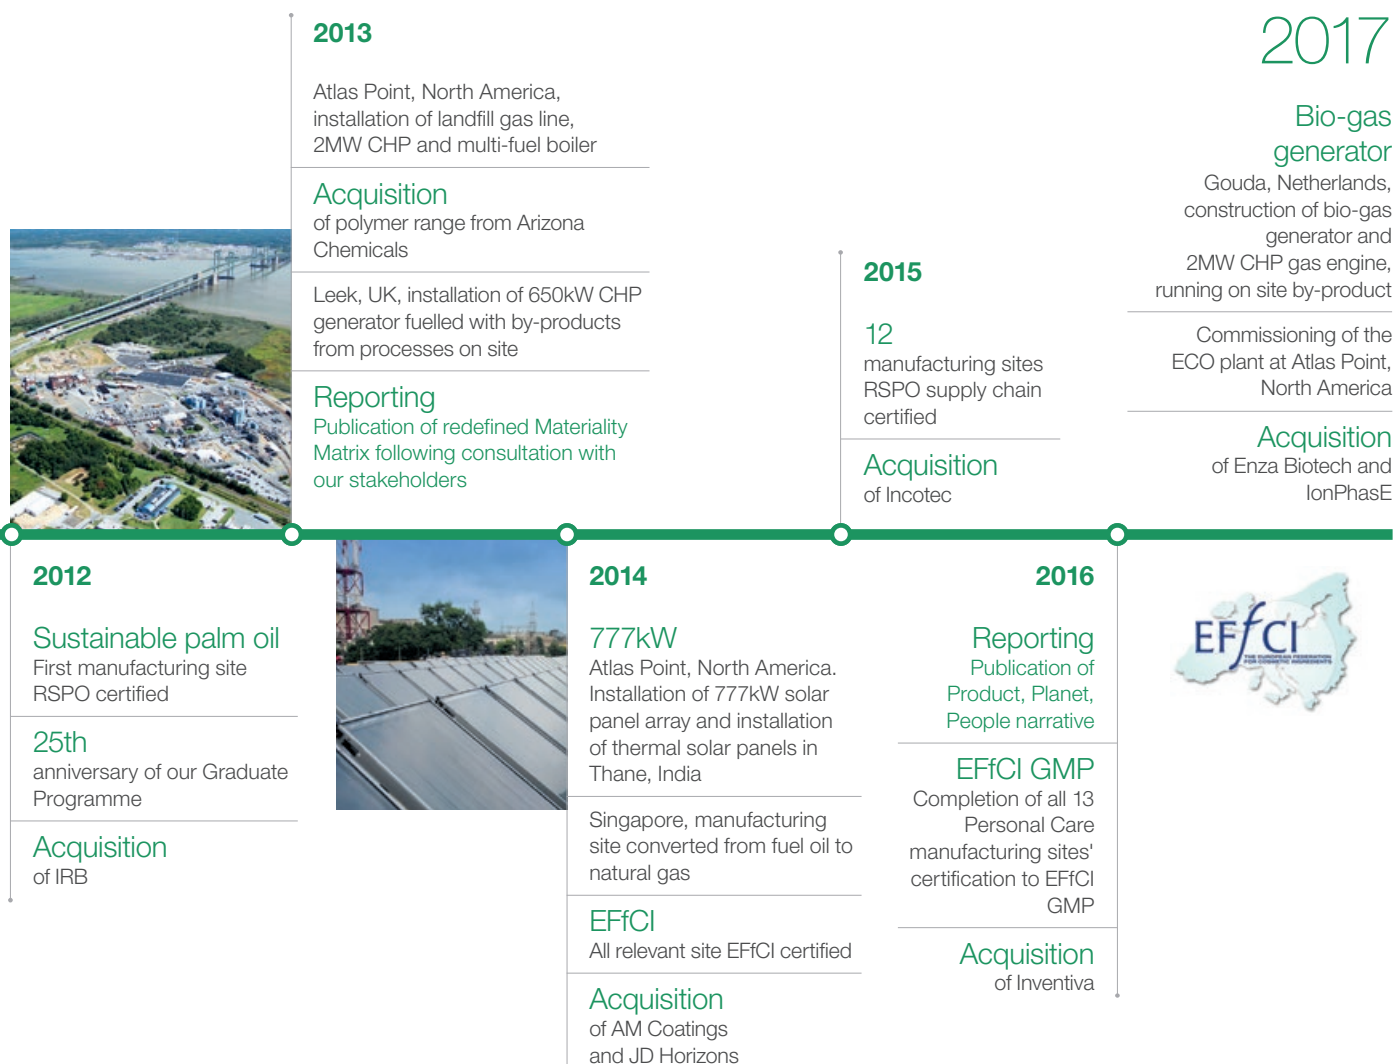 2013
Atlas Point, North America,
installation of landfill gas line,
2MW CHP and multi-fuel boiler
Acquisition
of polymer range from Arizona
Chemicals
Leek, UK, installation of 650kW CHP
generator fuelled with by-products
from processes on site
Reporting
Publication of redefined Materiality
Matrix following consultation with
our stakeholders
2015
12
manufacturing sites
RSPO supply chain
certified
Acquisition
of Incotec
2017
Bio-gas
generator
Gouda, Netherlands,
construction of bio-gas
generator and
2MW CHP gas engine,
running on site by-product
Commissioning of the
ECO plant at Atlas Point,
North America
Acquisition
of Enza Biotech and
IonPhasE
2012
Sustainable palm oil
First manufacturing site
RSPO certified
25th
anniversary of our Graduate
Programme
Acquisition
of IRB
2014
777kW
Atlas Point, North America.
Installation of 777kW solar
panel array and installation
of thermal solar panels in
Thane, India
Singapore, manufacturing
site converted from fuel oil to
natural gas
EFfCI
All relevant site EFfCI certified
Acquisition
of AM Coatings
and JD Horizons
2016
Reporting
Publication of
Product, Planet,
People narrative
EFfCI GMP
Completion of all 13
Personal Care
manufacturing sites'
certification to EFfCI
GMP
Acquisition
of Inventiva
EFfCI
THE EUROPEAN FEDERATION
FOR COSMETIC INGREDIENTS